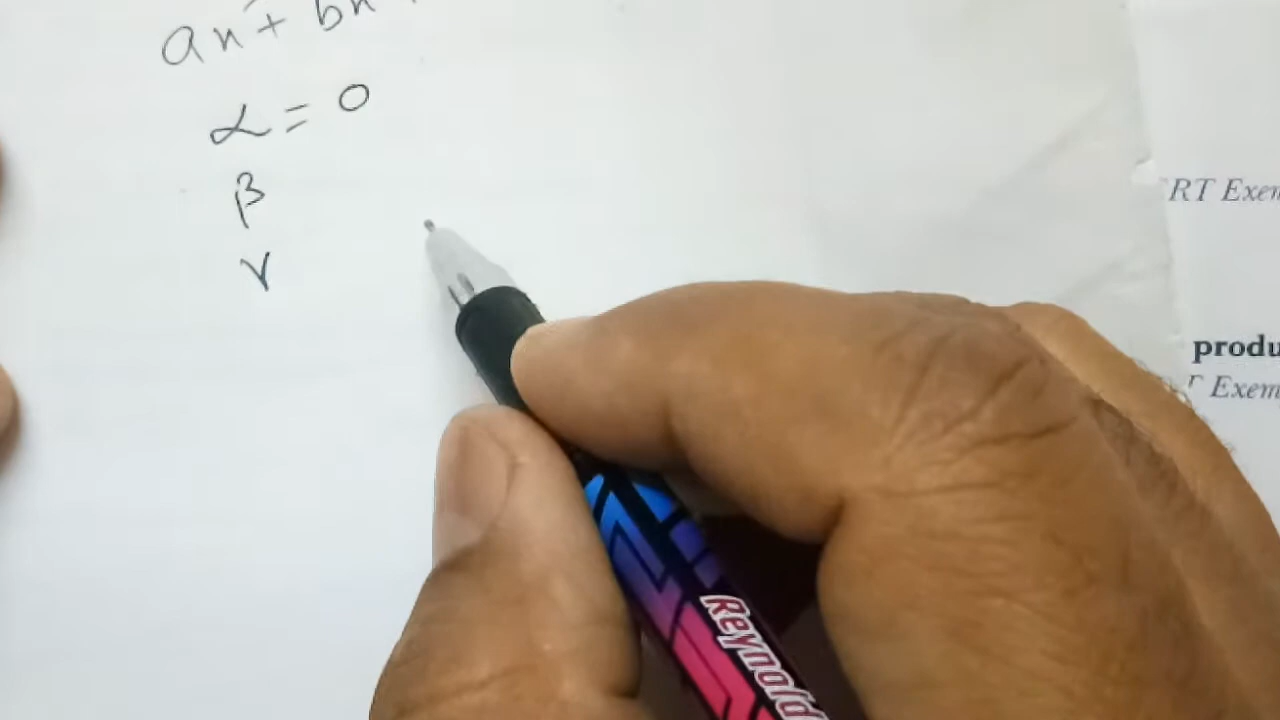 ax + bx
α = 0
β
γ
RT Exem
produ
Exem
Reynold